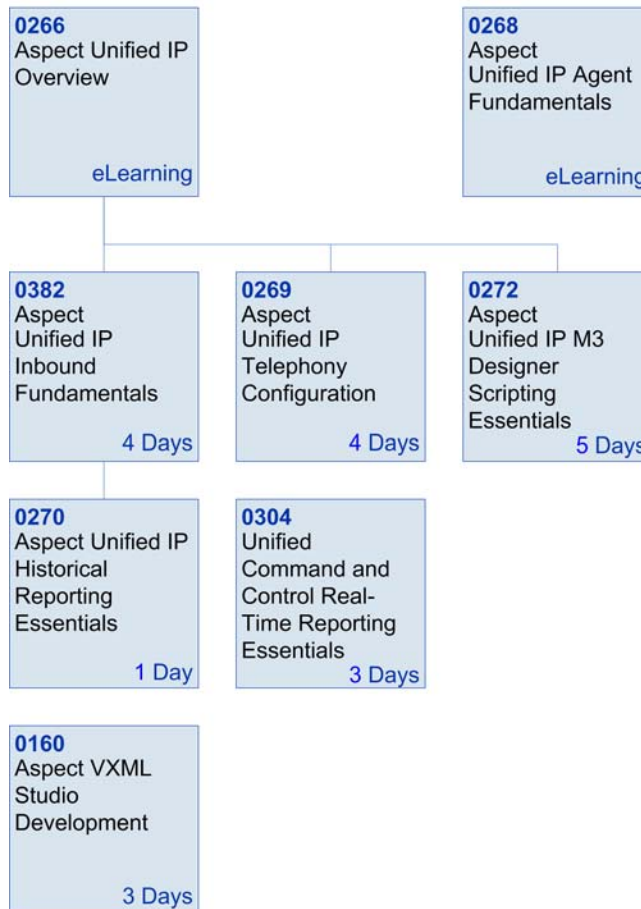 0266
Aspect Unified IP
Overview
eLearning
0268
Aspect
Unified IP Agent
Fundamentals
eLearning
0382
Aspect
Unified IP
Inbound
Fundamentals
4 Days
0269
Aspect
Unified IP
Telephony
Configuration
4 Days
0272
Aspect
Unified IP M3
Designer
Scripting
Essentials
5 Days
0270
Aspect Unified IP
Historical
Reporting
Essentials
1 Day
0304
Unified
Command and
Control Real-
Time Reporting
Essentials
3 Days
0160
Aspect VXML
Studio
Development
3 Days